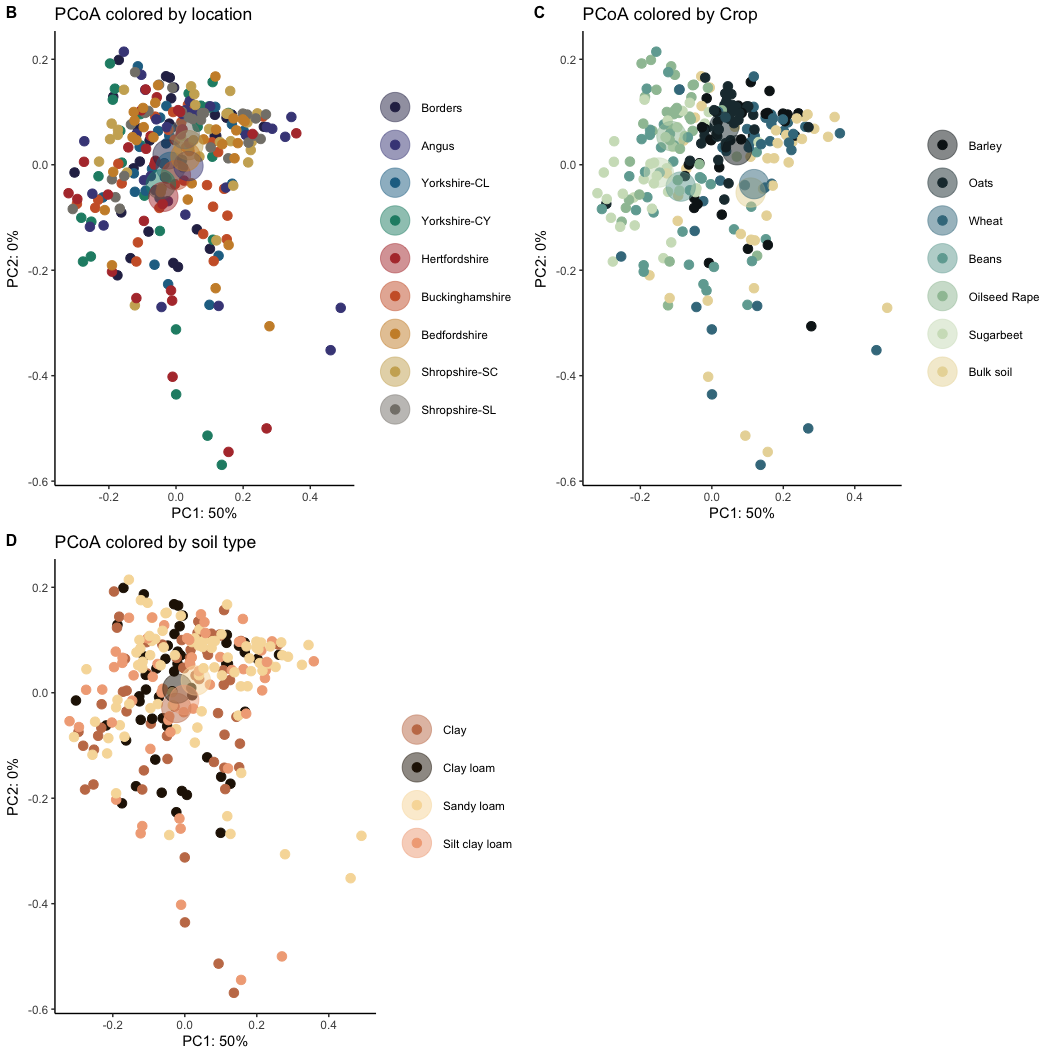 B
PCoA colored by location
0.2
0.0
-0.2
-0.4
-0.6
PC2: 0%
-0.2
0.0
0.2
0.4
PC1: 50%
Borders
Angus
Yorkshire-CL
Yorkshire-CY
Hertfordshire
Buckinghamshire
Bedfordshire
Shropshire-SC
Shropshire-SL
C
PCoA colored by Crop
0.2
0.0
-0.2
-0.4
-0.6
PC2: 0%
-0.2
0.0
0.2
0.4
PC1: 50%
Barley
Oats
Wheat
Beans
Oilseed Rape
Sugarbeet
Bulk soil
D
PCoA colored by soil type
0.2
0.0
-0.2
-0.4
-0.6
PC2: 0%
-0.2
0.0
0.2
0.4
PC1: 50%
Clay
Clay loam
Sandy loam
Silt clay loam